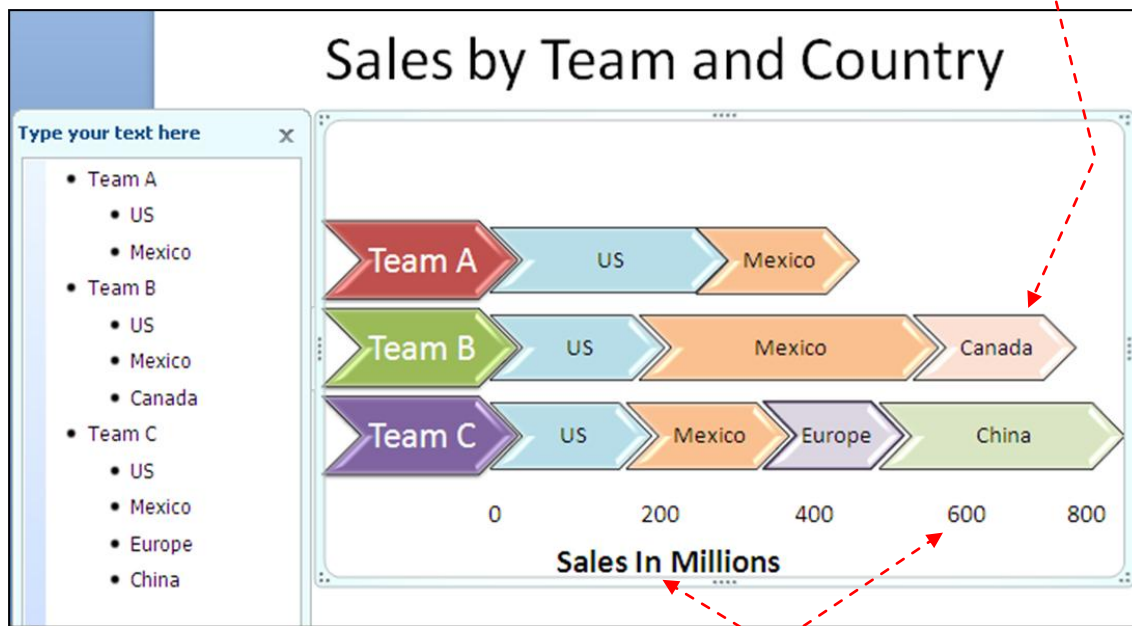 Sales by Team and Country
Type your text here x
• Team A
• US
• Mexico
• Team B
• US
• Mexico
• Canada
• Team C
• US
• Mexico
• Europe
• China
Team A US Mexico
Team B US Mexico Canada
Team C US Mexico Europe China
0 200 400 600 800
Sales In Millions